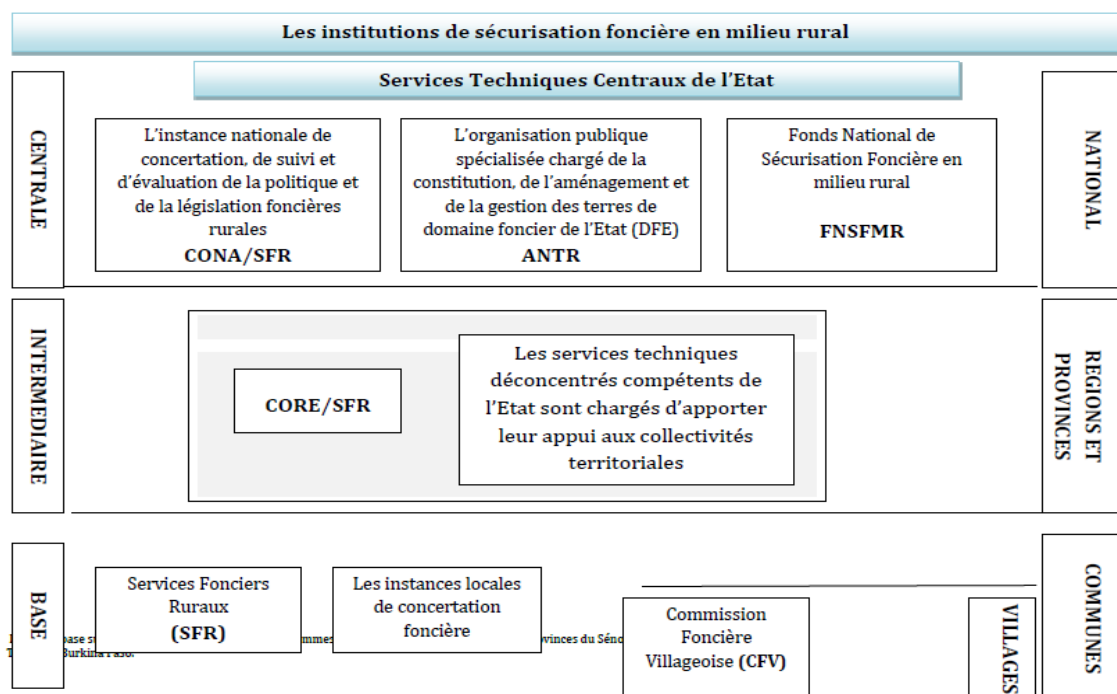 Les institutions de sécurisation foncière en milieu rural
Services Techniques Centraux de l'Etat
CENTRALE
L'instance nationale de
concertation, de suivi et
d'évaluation de la politique et
de la législation foncières
rurales
CONA/SFR
L'organisation publique
spécialisée chargé de la
constitution, de l'aménagement et
de la gestion des terres de
domaine foncier de l'Etat (DFE)
ANTR
Fonds National de
Sécurisation Foncière en
milieu rural
FNSFMR
NATIONAL
INTERMEDIAIRE
CORE/SFR
Les services techniques
déconcentrés compétents de
l'Etat sont chargés d'apporter
leur appui aux collectivités
territoriales
REGIONS ET
PROVINCES
BASE
Services Fonciers
Ruraux
(SFR)
Les instances locales
de concertation
foncière
Commission
Foncière
Villageoise (CFV)
VILLAGES
COMMUNES